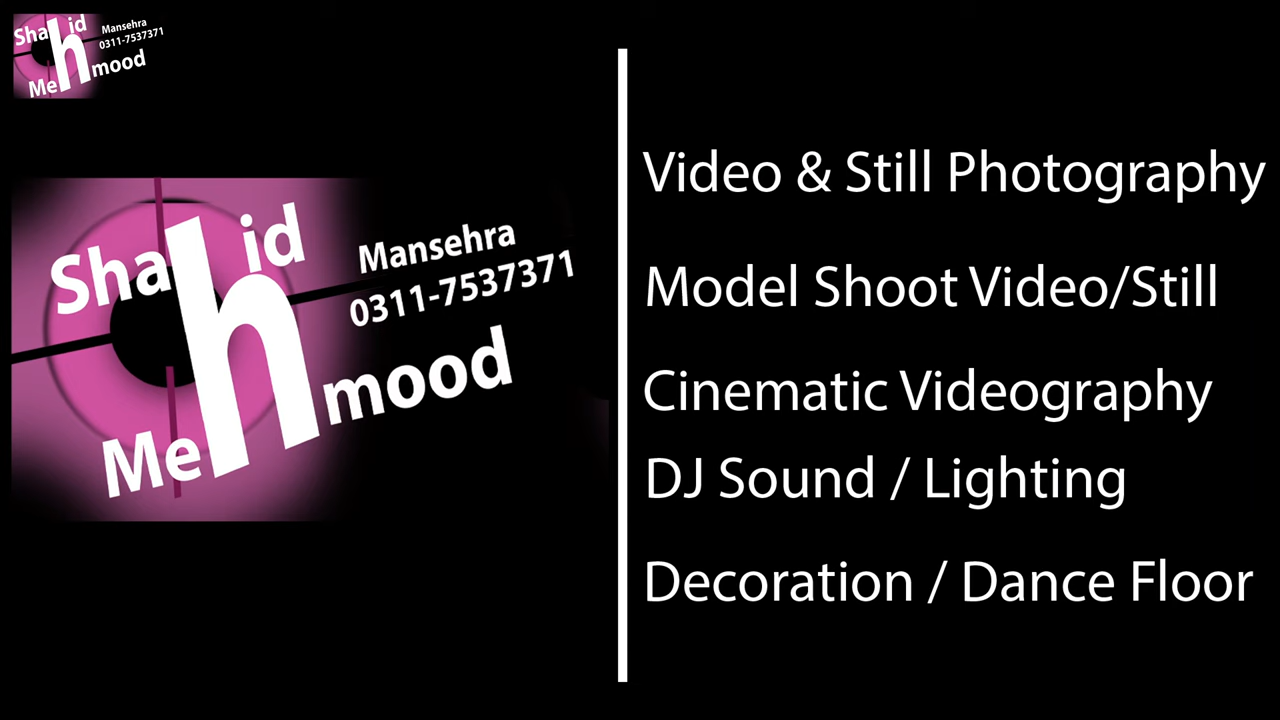 Shahid
Mansehra
0311-7537371
Mehmood
Shahid
Mansehra
0311-7537371
Mehmood
Video & Still Photography
Model Shoot Video/Still
Cinematic Videography
DJ Sound / Lighting
Decoration / Dance Floor